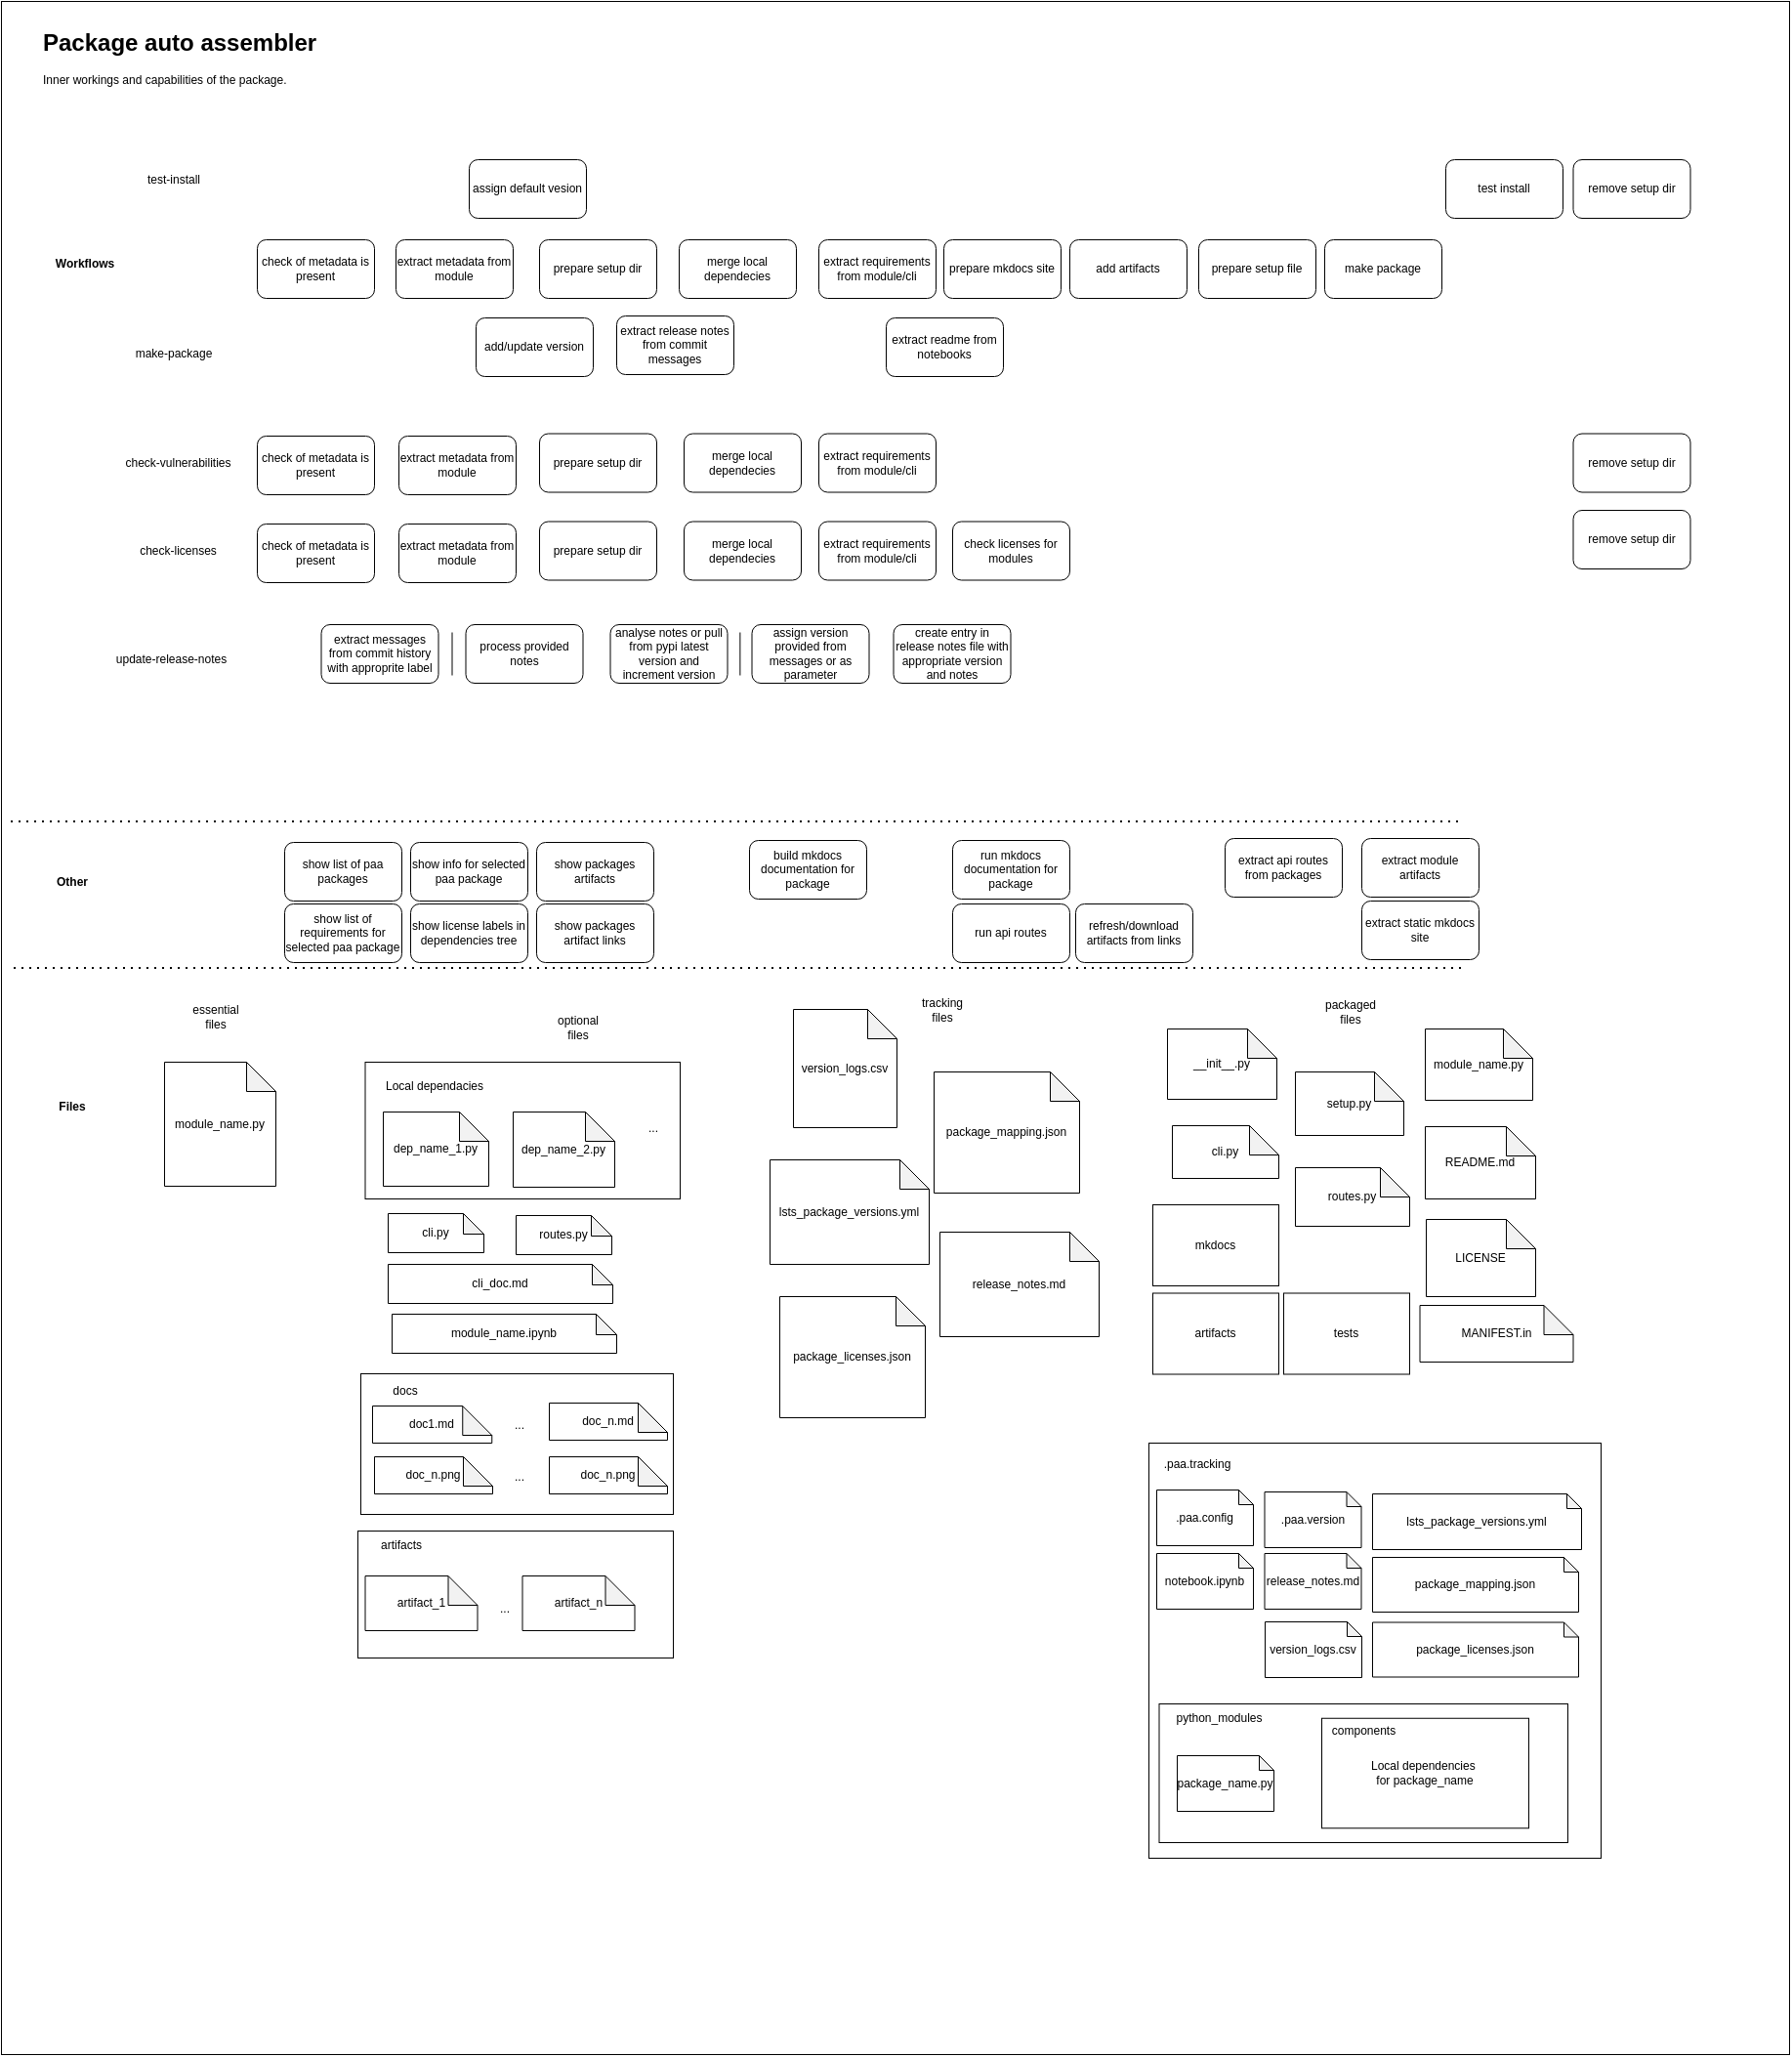 Package auto assembler
Inner workings and capabilities of the package.
test-install
assign default vesion
test install
remove setup dir
Workflows
check of metadata is
present
extract metadata from
module
prepare setup dir
merge local
dependecies
extract requirements
from module/cli
prepare mkdocs site
add artifacts
prepare setup file
make package
make-package
add/update version
extract release notes
from commit
messages
extract readme from
notebooks
check-vulnerabilities
check of metadata is
present
extract metadata from
module
prepare setup dir
merge local
dependecies
extract requirements
from module/cli
remove setup dir
check-licenses
check of metadata is
present
extract metadata from
module
prepare setup dir
merge local
dependecies
extract requirements
from module/cli
check licenses for
modules
remove setup dir
update-release-notes
extract messages
from commit history
with approprite label
process provided
notes
analyse notes or pull
from pypi latest
version and
increment version
assign version
provided from
messages or as
parameter
create entry in
release notes file with
appropriate version
and notes
Other
show list of paa
packages
show info for selected
paa package
show packages
artifacts
build mkdocs
documentation for
package
run mkdocs
documentation for
package
extract api routes
from packages
extract module
artifacts
show list of
requirements for
selected paa package
show license labels in
dependencies tree
show packages
artifact links
run api routes
refresh/download
artifacts from links
extract static mkdocs
site
Files
essential
files
module_name.py
optional
files
Local dependacies
dep_name_1.py
dep_name_2.py
...
cli.py
routes.py
cli_doc.md
module_name.ipynb
docs
doc1.md
...
doc_n.md
doc_n.png
...
doc_n.png
artifacts
artifact_1
...
artifact_n
tracking
files
version_logs.csv
package_mapping.json
lsts_package_versions.yml
release_notes.md
package_licenses.json
packaged
files
__init__.py
module_name.py
setup.py
cli.py
README.md
routes.py
mkdocs
LICENSE
artifacts
tests
MANIFEST.in
.paa.tracking
.paa.config
.paa.version
lsts_package_versions.yml
notebook.ipynb
release_notes.md
package_mapping.json
version_logs.csv
package_licenses.json
python_modules
package_name.py
components
Local dependencies
for package_name